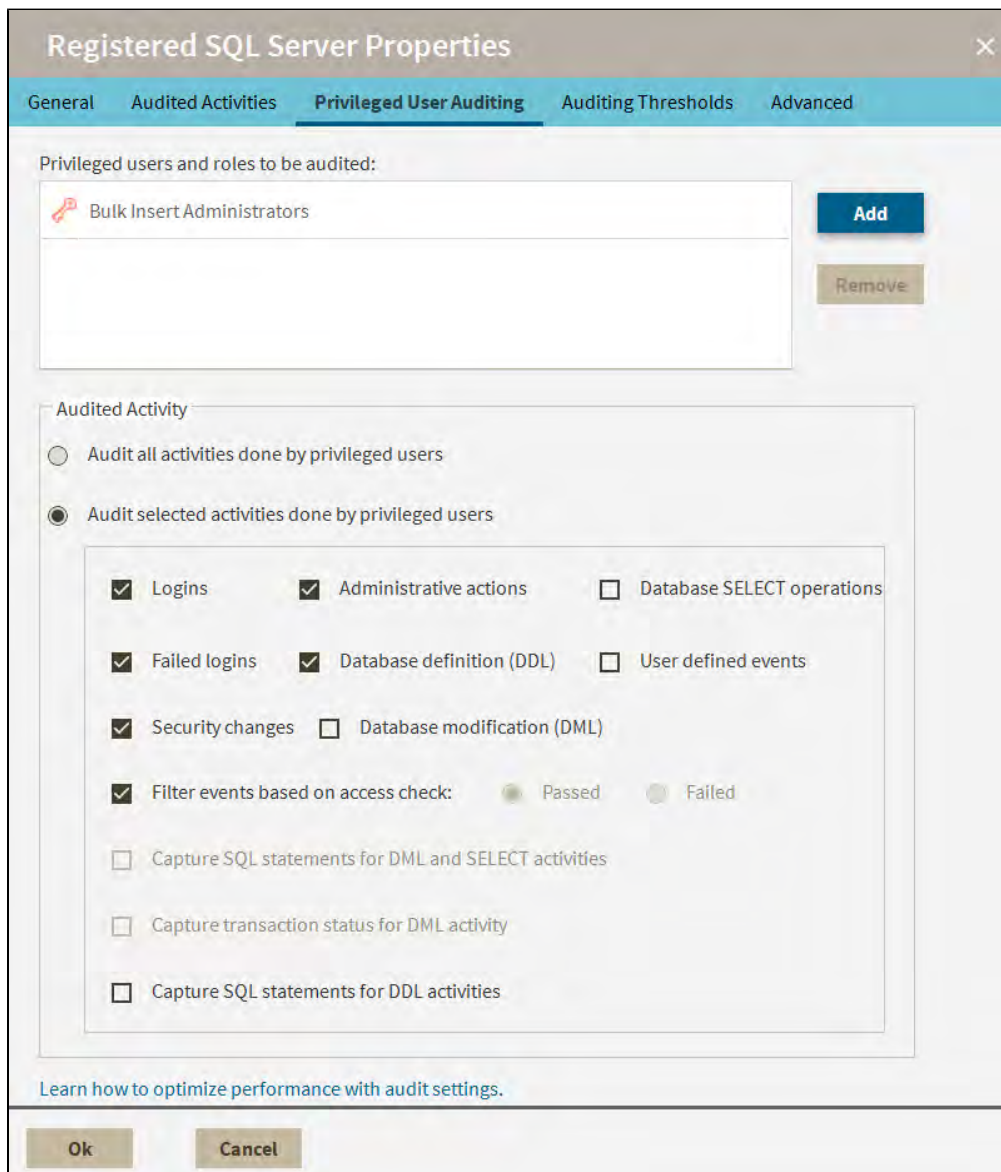 Registered SQL Server Properties
General Audited Activities Privileged User Auditing Auditing Thresholds Advanced
Privileged users and roles to be audited:
Bulk Insert Administrators
Add
Remove
Audited Activity
Audit all activities done by privileged users
Audit selected activities done by privileged users
Logins Administrative actions Database SELECT operations
Failed logins Database definition (DDL) User defined events
Security changes Database modification (DML)
Filter events based on access check: Passed Failed
Capture SQL statements for DML and SELECT activities
Capture transaction status for DML activity
Capture SQL statements for DDL activities
Learn how to optimize performance with audit settings.
Ok Cancel